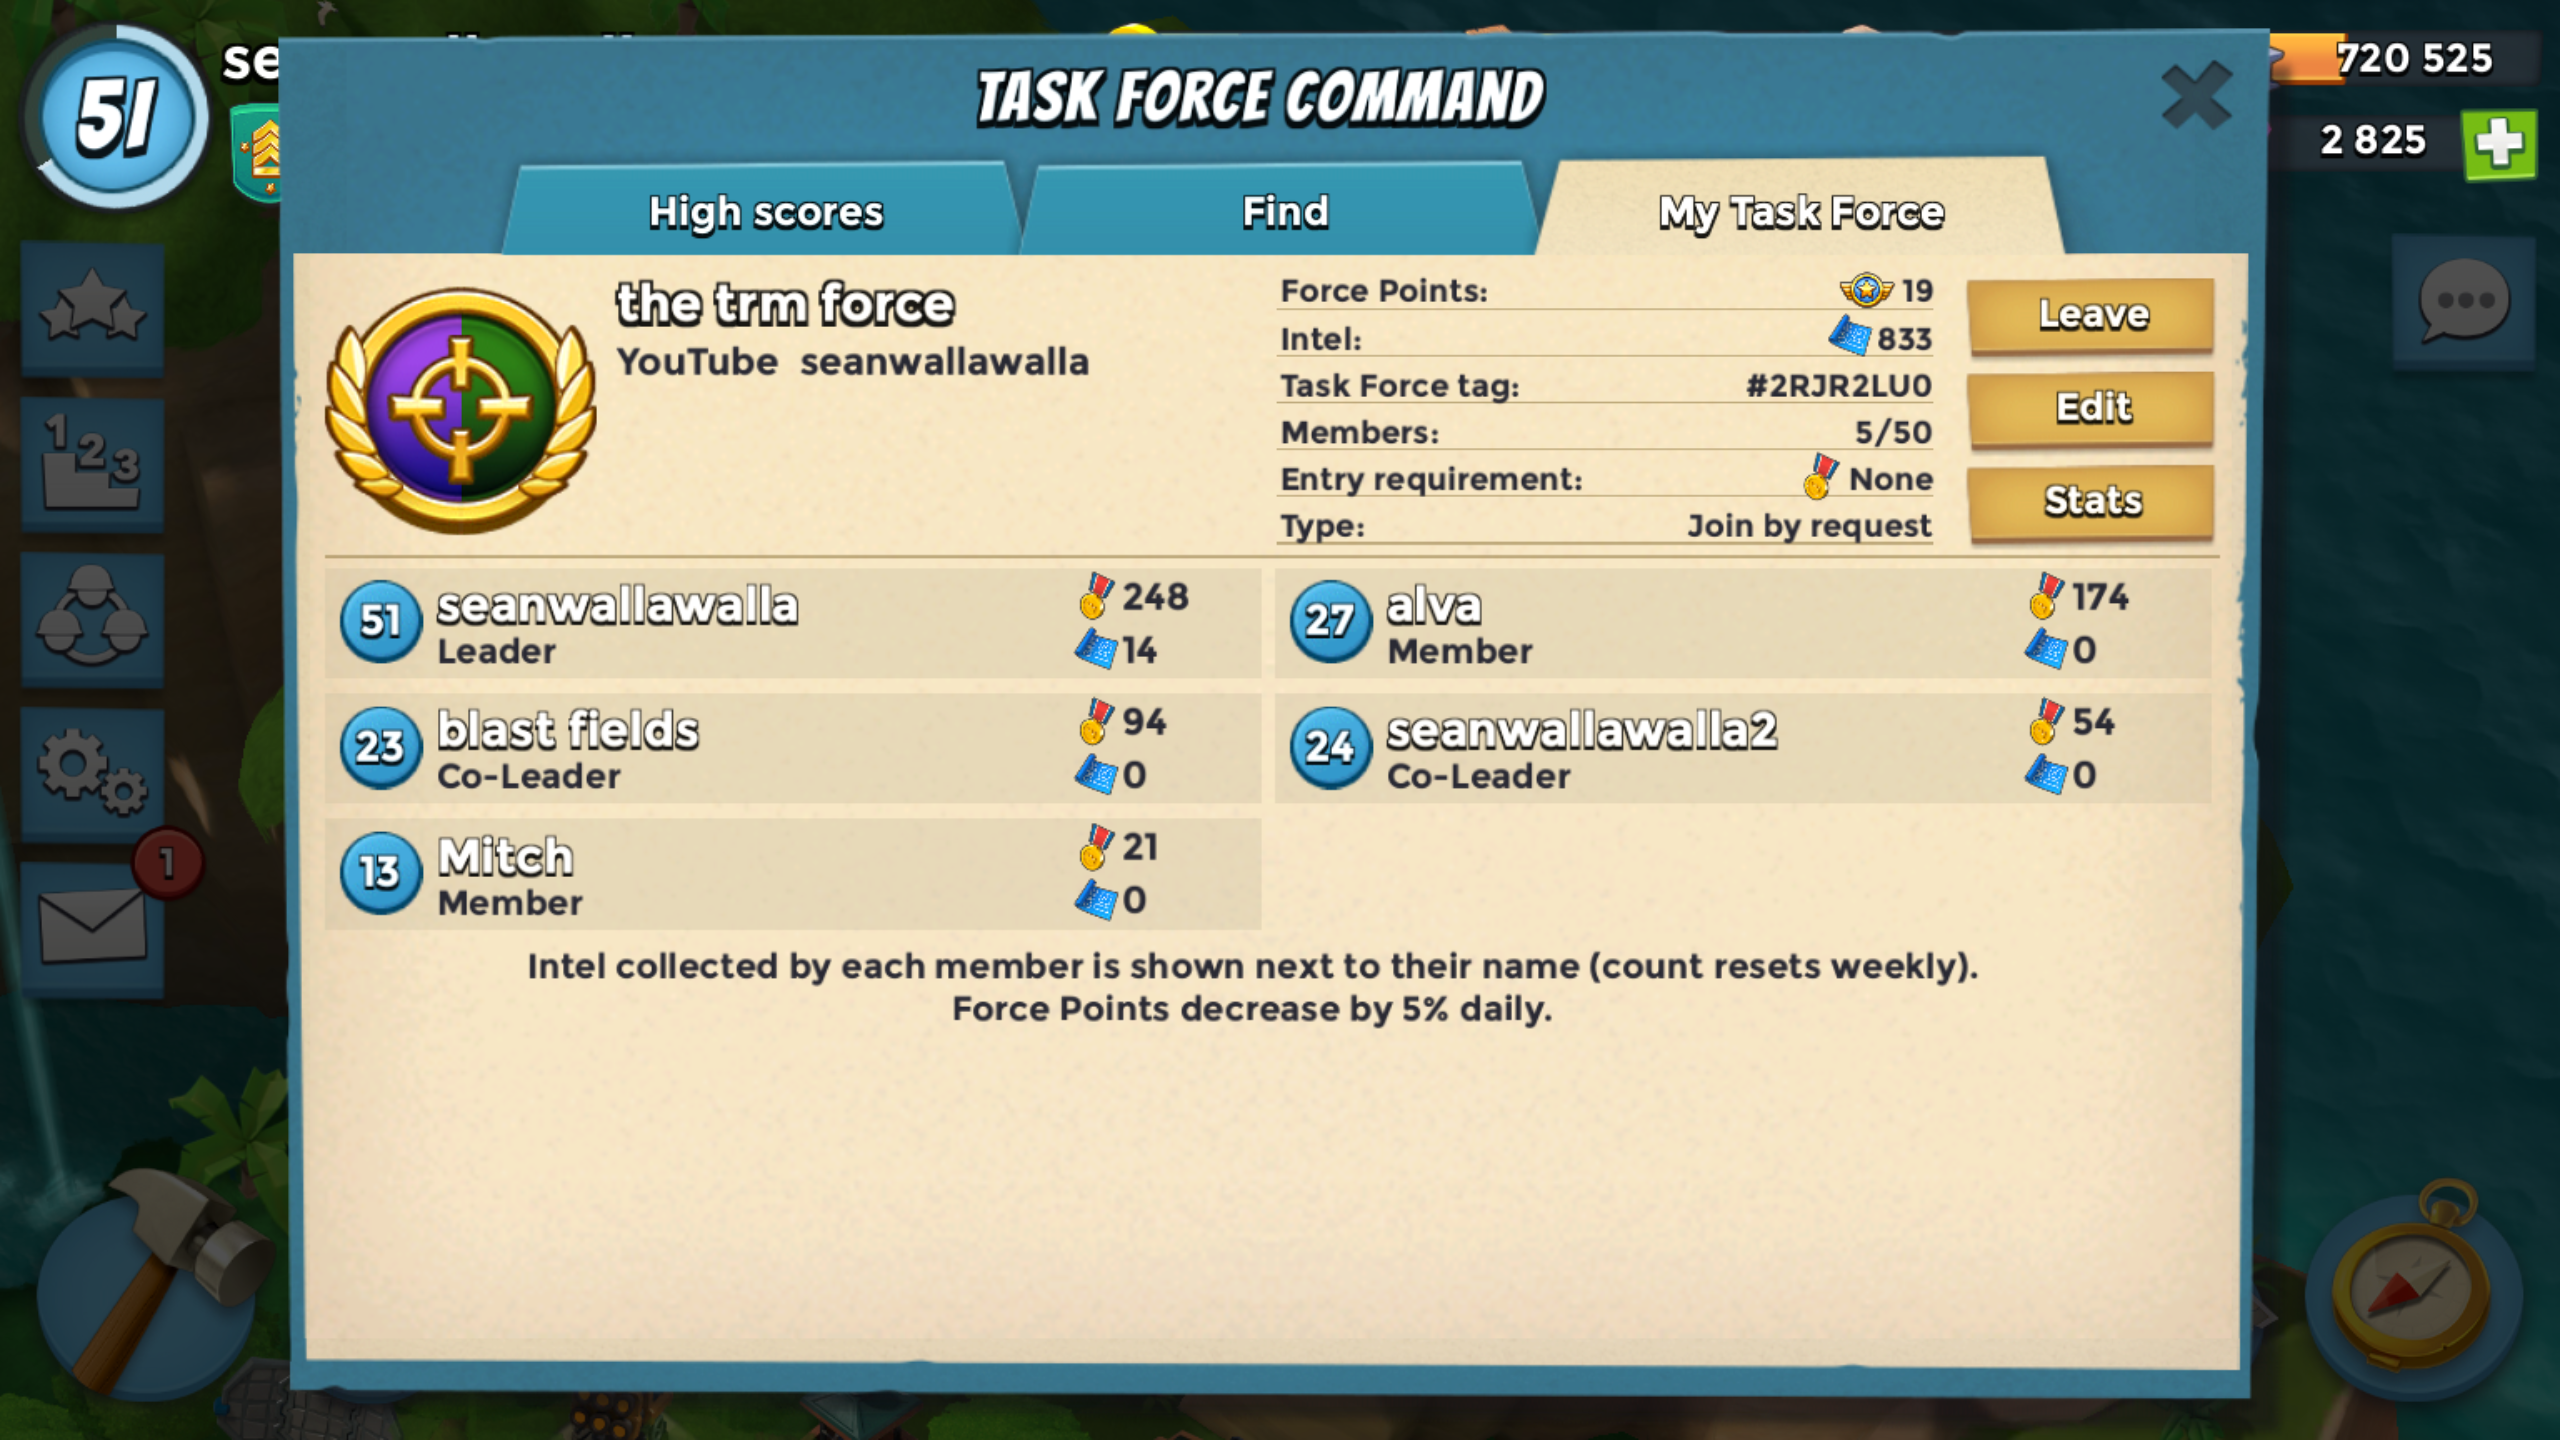 51
se
720 525
2 825
TASK FORCE COMMAND
High scores
Find
My Task Force
the trm force
YouTube seanwallawalla
Force Points: 19
Intel: 833
Task Force tag: #2RJR2LU0
Members: 5/50
Entry requirement: None
Type: Join by request
Leave
Edit
Stats
51 seanwallawalla 248
Leader 14
27 alva 174
Member 0
23 blast fields 94
Co-Leader 0
24 seanwallawalla2 54
Co-Leader 0
13 Mitch 21
Member 0
Intel collected by each member is shown next to their name (count resets weekly).
Force Points decrease by 5% daily.
1 2 3
1